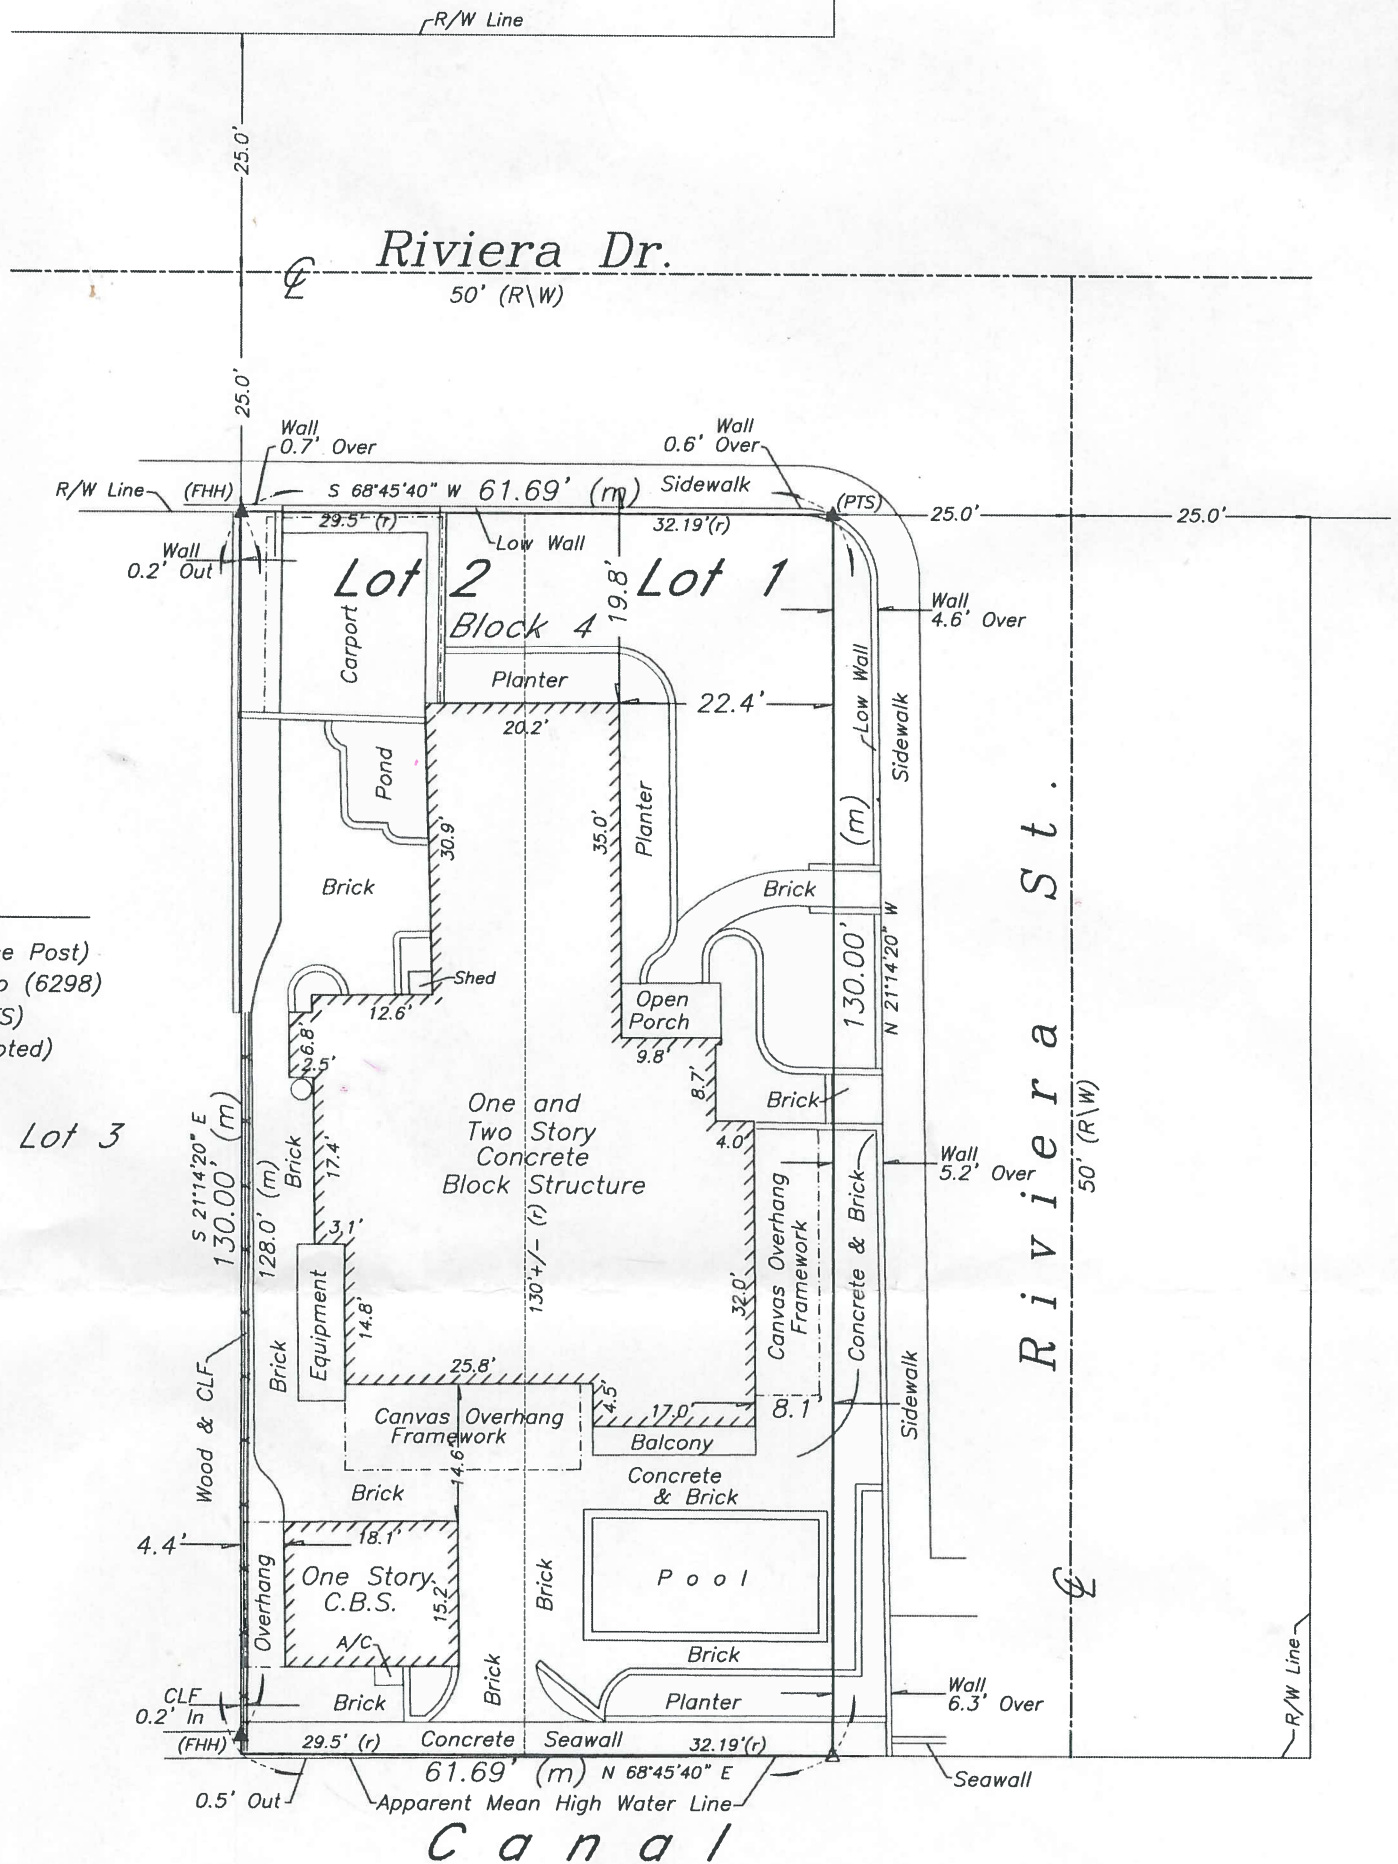 R/W Line
25.0'
Riviera Dr.
℄
50' (R\W)
25.0'
Wall
0.7' Over
Wall
0.6' Over
R/W Line
(FHH)
S 68°45'40" W 61.69' (m)
Sidewalk
(PTS)
25.0'
25.0'
29.5' (r)
32.19'(r)
Low Wall
Wall
0.2' Out
Lot 2
Lot 1
Block 4
19.8'
Wall
4.6' Over
Carport
Planter
20.2'
22.4'
Low Wall
Sidewalk
Pond
30.9'
35.0'
Planter
(m)
Riviera St.
Brick
Brick
130.00'
N 21°14'20" W
e Post)
(6298)
S)
oted)
Shed
12.6'
Open
Porch
9.8'
6.8'
2.5'
8.7'
Brick
Lot 3
One and
Two Story
Concrete
Block Structure
4.0'
S 21°14'20" E
130.00' (m)
128.0' (m)
Brick
17.4'
Wall
5.2' Over
50' (R\W)
Canvas Overhang
Framework
Concrete & Brick
3.1'
130'+/- (r)
32.0'
Equipment
14.8'
Brick
25.8'
Wood & CLF
Canvas Overhang
Framework
4.5'
17.0'
8.1'
Sidewalk
Balcony
14.6'
Concrete
& Brick
Brick
4.4'
18.1'
Overhang
One Story
C.B.S.
15.2'
Brick
Pool
℄
A/C
Brick
Brick
CLF
0.2' In
Brick
Planter
Wall
6.3' Over
R/W Line
(FHH)
29.5' (r)
Concrete Seawall
32.19'(r)
61.69' (m) N 68°45'40" E
Seawall
0.5' Out
Apparent Mean High Water Line
Canal